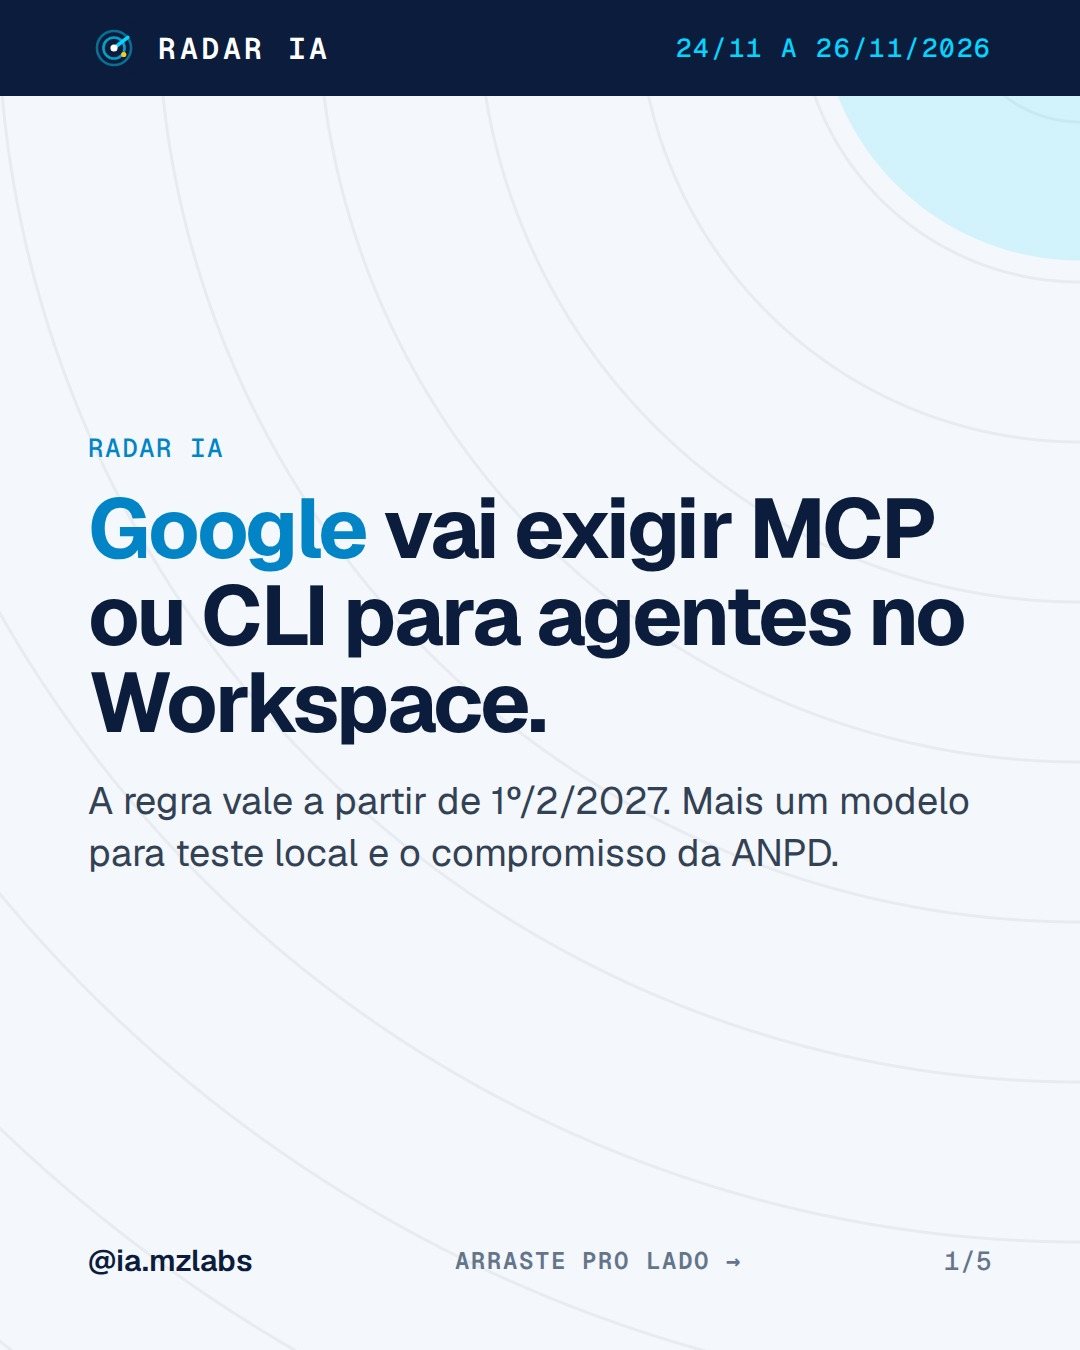 RADAR IA
24/11 A 26/11/2026
RADAR IA
Google vai exigir MCP
ou CLI para agentes no
Workspace.
A regra vale a partir de 1º/2/2027. Mais um modelo
para teste local e o compromisso da ANPD.
@ia.mzlabs
ARRASTE PRO LADO →
1/5